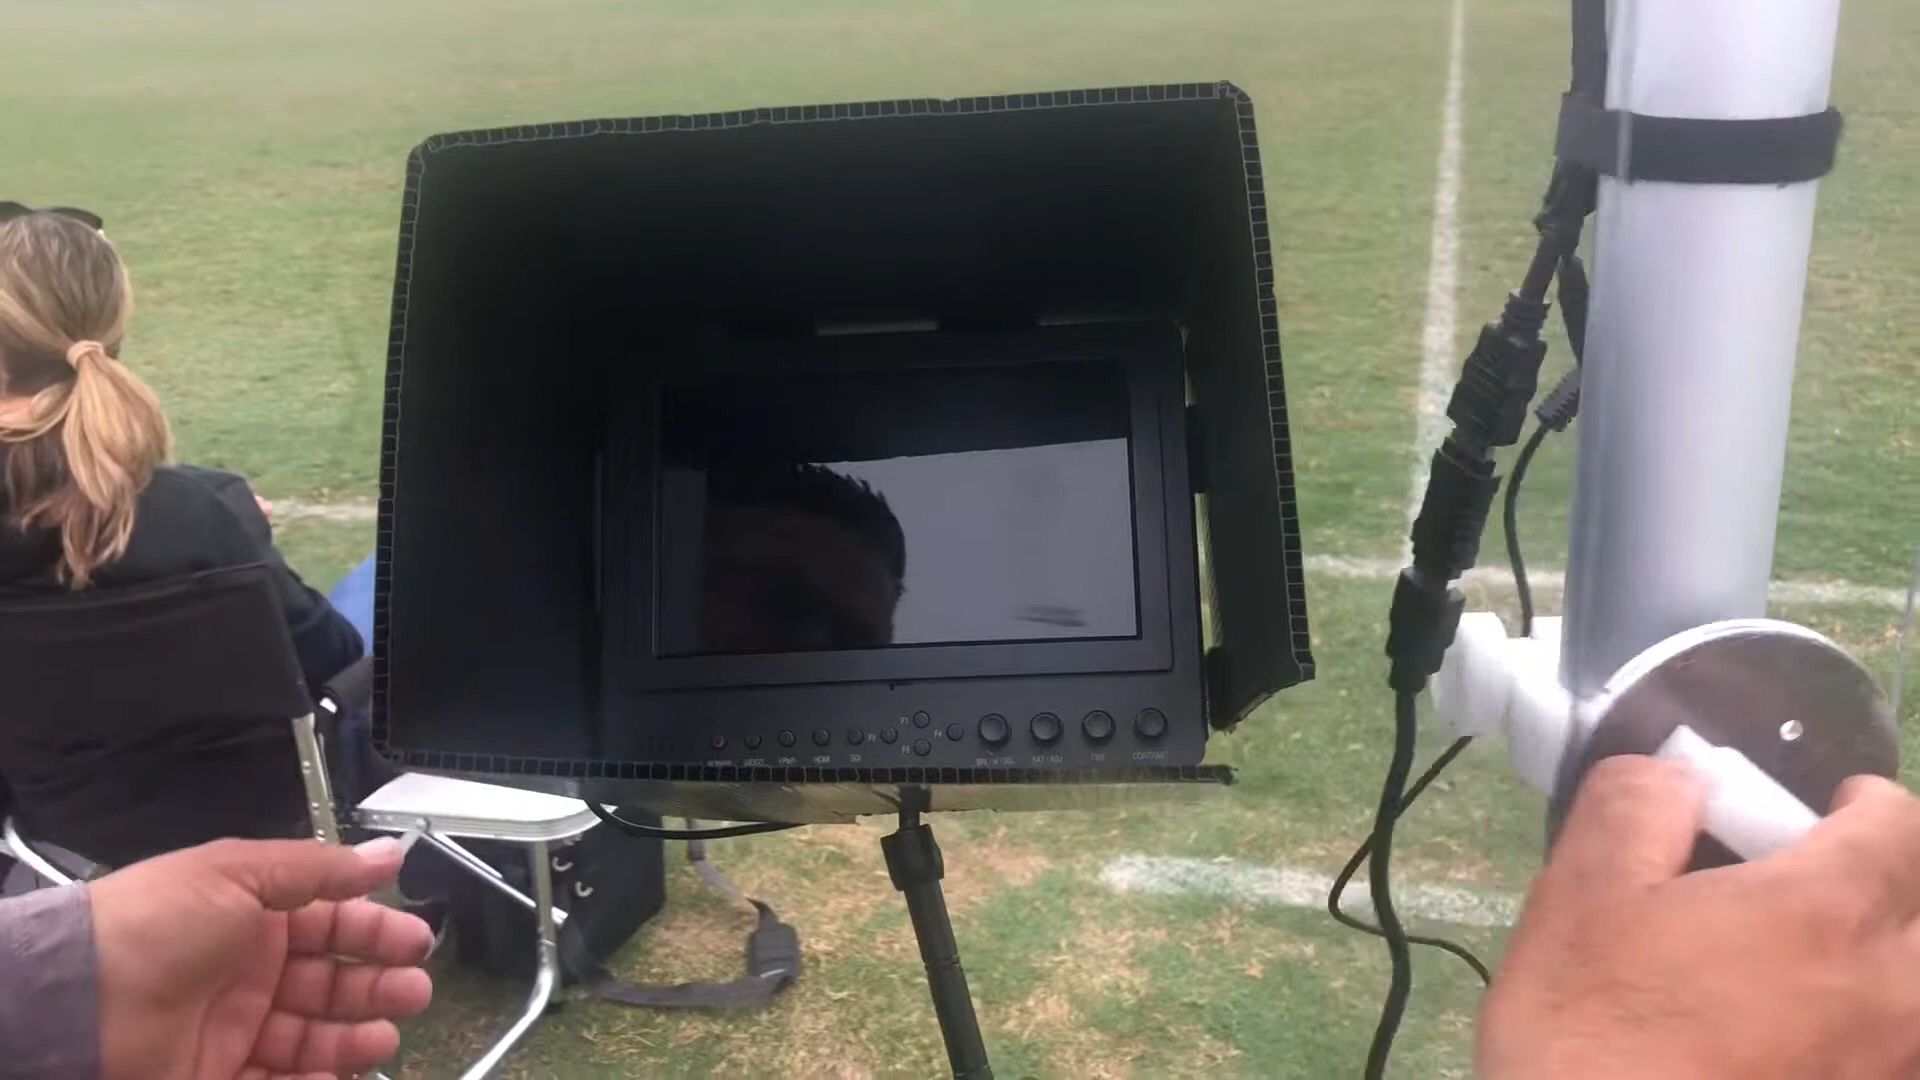 F1
POWER VIDEO YPbPr HDMI SDI F2 F4
F3
BRI/M/SEL SAT/ADJ TINT CONTRAST